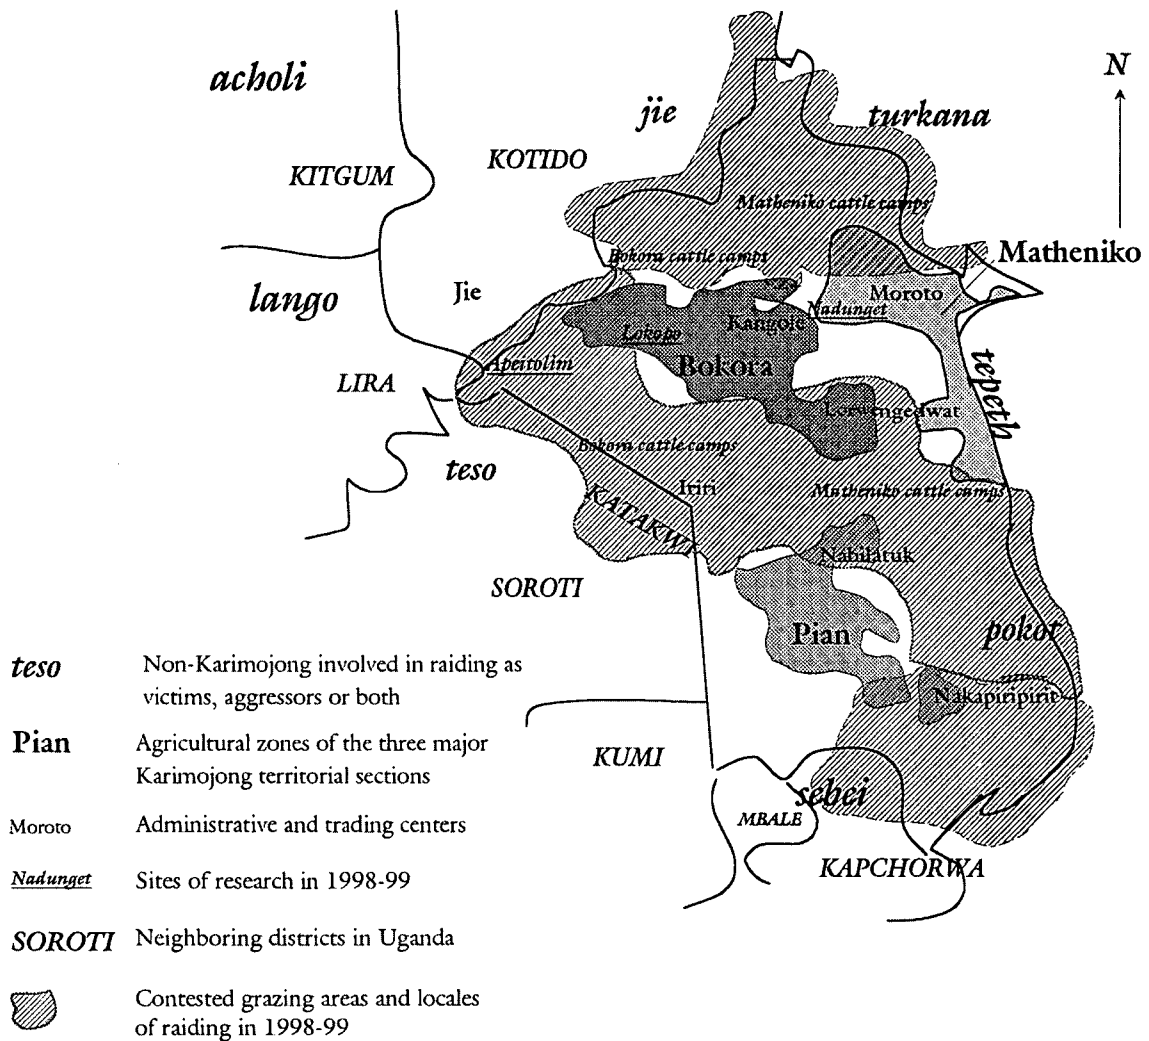 acholi
N
jie
turkana
KOTIDO
KITGUM
Matheniko cattle camps
Matheniko
Bokora cattle camps
lango
Jie
Moroto
Nadunget
Kangole
Lokopo
Apeitolim
Bokora
tepeth
LIRA
Lorengedwat
Bokora cattle camps
teso
Iriri
Matheniko cattle camps
KATAKWI
Nabilatuk
SOROTI
Pian
pokot
Nakapiripirit
KUMI
sebei
MBALE
KAPCHORWA
teso Non-Karimojong involved in raiding as
victims, aggressors or both
Pian Agricultural zones of the three major
Karimojong territorial sections
Moroto Administrative and trading centers
Nadunget Sites of research in 1998-99
SOROTI Neighboring districts in Uganda
Contested grazing areas and locales
of raiding in 1998-99